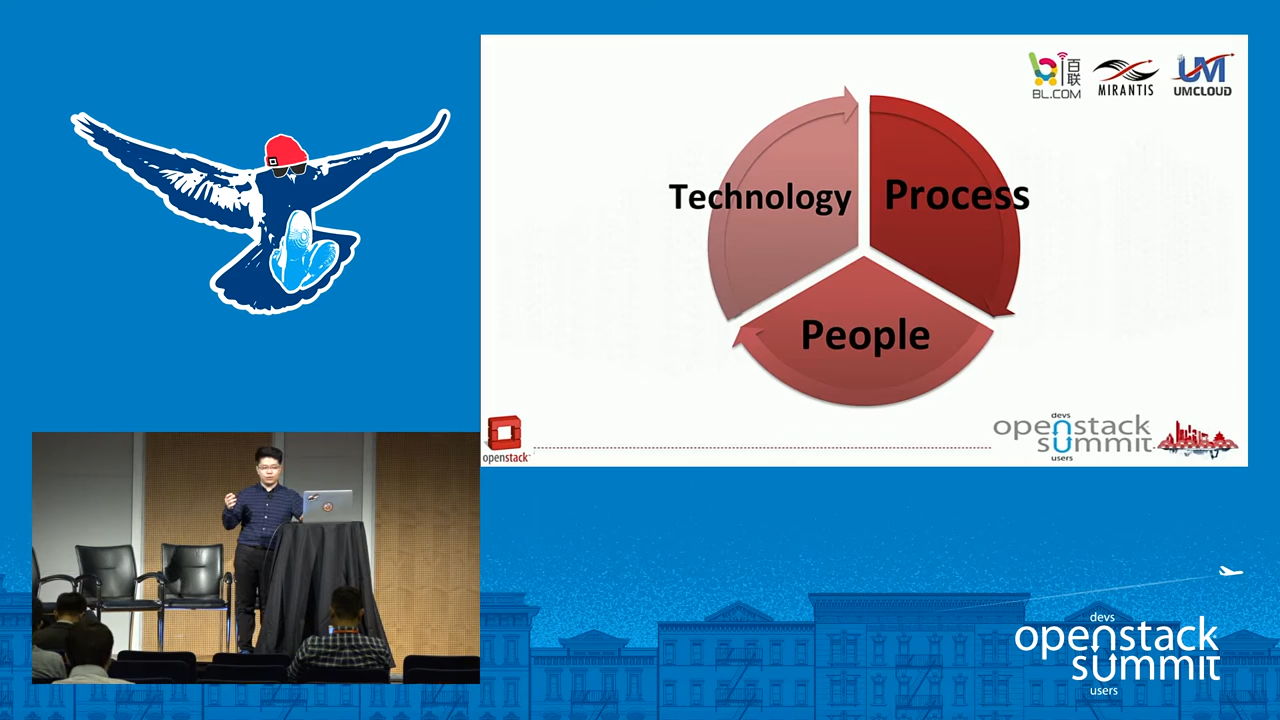 百联
BL.COM
MIRANTIS
UM
UMCLOUD
Technology
Process
People
openstack
devs
openstack
summit
users
devs
openstack
summit
users